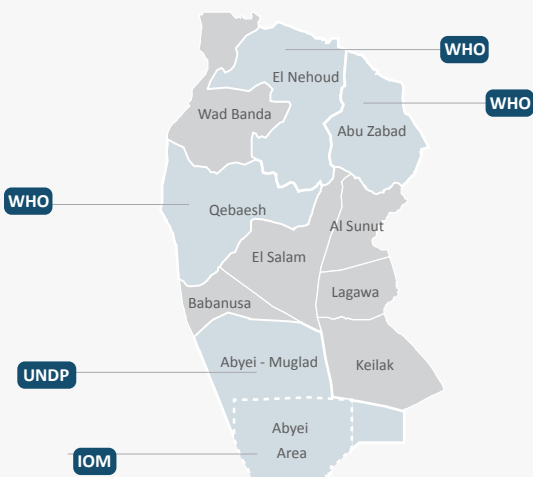 WHO
El Nehoud
WHO
Wad Banda
Abu Zabad
WHO
Qebaesh
Al Sunut
El Salam
Lagawa
Babanusa
Abyei - Muglad
Keilak
UNDP
Abyei
Area
IOM